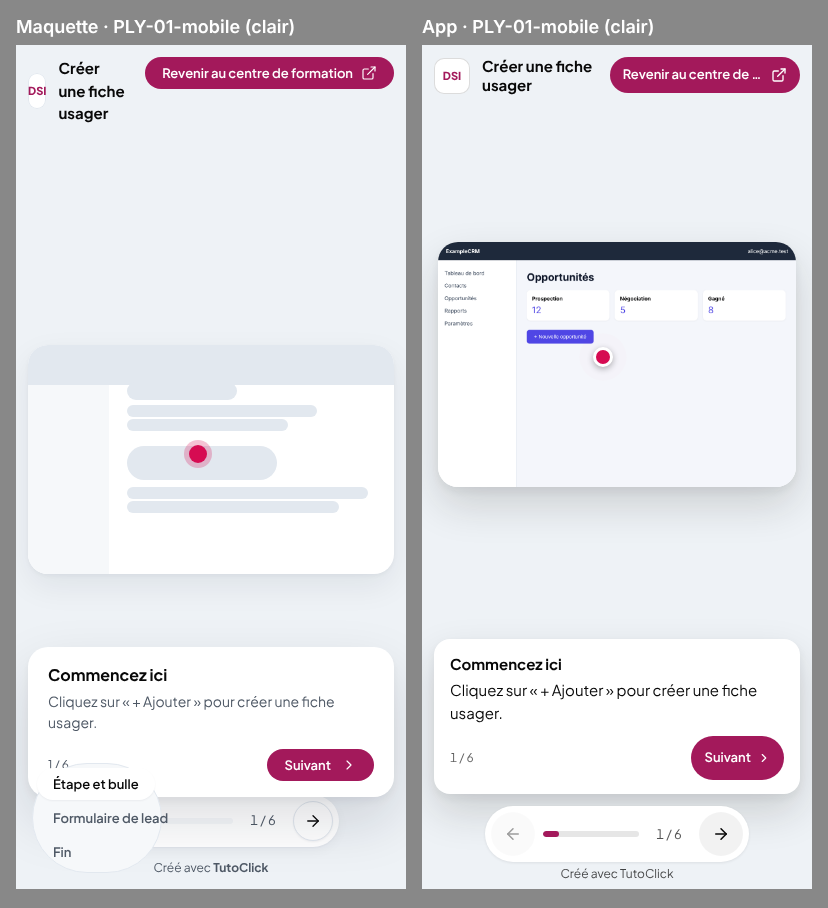 Maquette · PLY-01-mobile (clair)
DSI
Créer
une fiche
usager
Revenir au centre de formation
Commencez ici
Cliquez sur « + Ajouter » pour créer une fiche
usager.
1 / 6
Suivant
Étape et bulle
Formulaire de lead
Fin
1 / 6
Créé avec TutoClick
App · PLY-01-mobile (clair)
DSI
Créer une fiche
usager
Revenir au centre de ...
ExampleCRM
alice@acme.test
Tableau de bord
Contacts
Opportunités
Rapports
Paramètres
Opportunités
Prospection
12
Négociation
5
Gagné
8
+ Nouvelle opportunité
Commencez ici
Cliquez sur « + Ajouter » pour créer une fiche
usager.
1 / 6
Suivant
1 / 6
Créé avec TutoClick